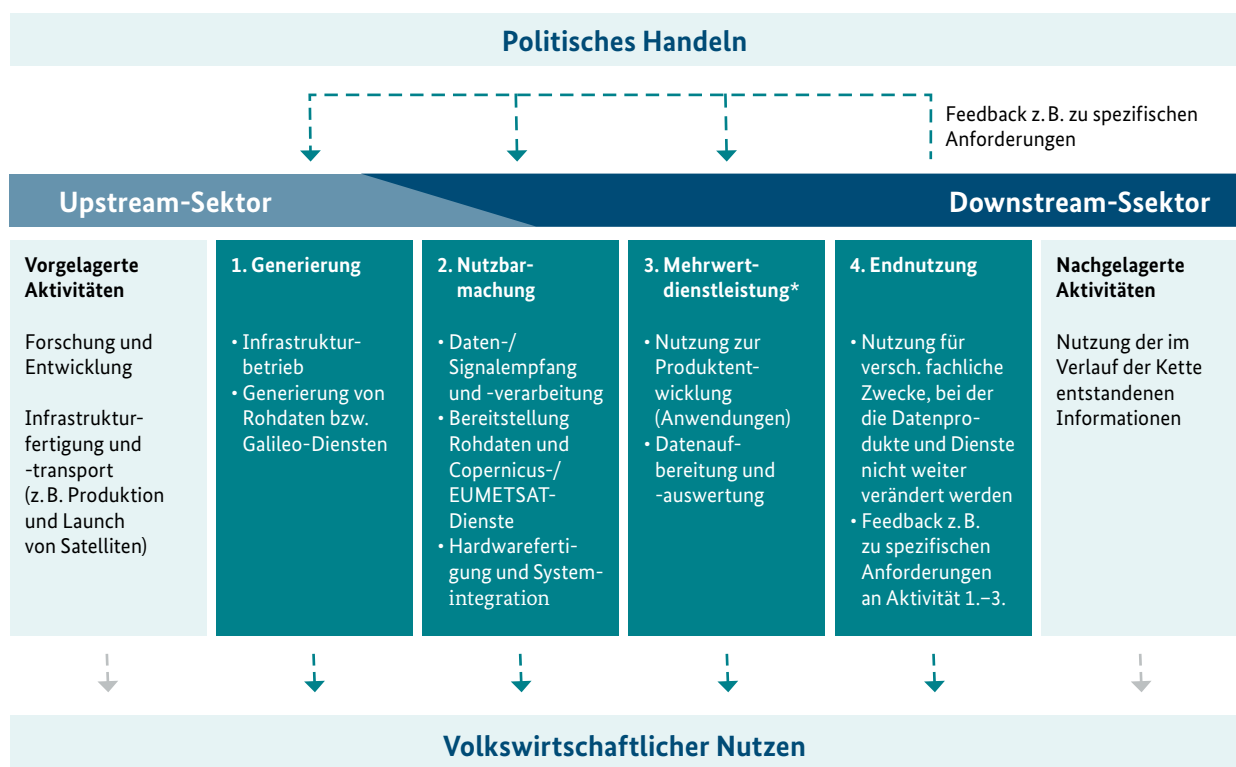 Politisches Handeln
Feedback z. B. zu spezifischen
Anforderungen
Upstream-Sektor
Downstream-Ssektor
Vorgelagerte
Aktivitäten
Forschung und
Entwicklung
Infrastruktur-
fertigung und
-transport
(z. B. Produktion
und Launch
von Satelliten)
1. Generierung
• Infrastruktur-
betrieb
• Generierung von
Rohdaten bzw.
Galileo-Diensten
2. Nutzbar-
machung
• Daten-/
Signalempfang
und -verarbeitung
• Bereitstellung
Rohdaten und
Copernicus-/
EUMETSAT-
Dienste
• Hardwareferti-
gung und System-
integration
3. Mehrwert-
dienstleistung*
• Nutzung zur
Produktent-
wicklung
(Anwendungen)
• Datenauf-
bereitung und
-auswertung
4. Endnutzung
• Nutzung für
versch. fachliche
Zwecke, bei der
die Datenpro-
dukte und Dienste
nicht weiter
verändert werden
• Feedback z. B.
zu spezifischen
Anforderungen
an Aktivität 1.–3.
Nachgelagerte
Aktivitäten
Nutzung der im
Verlauf der Kette
entstandenen
Informationen
Volkswirtschaftlicher Nutzen